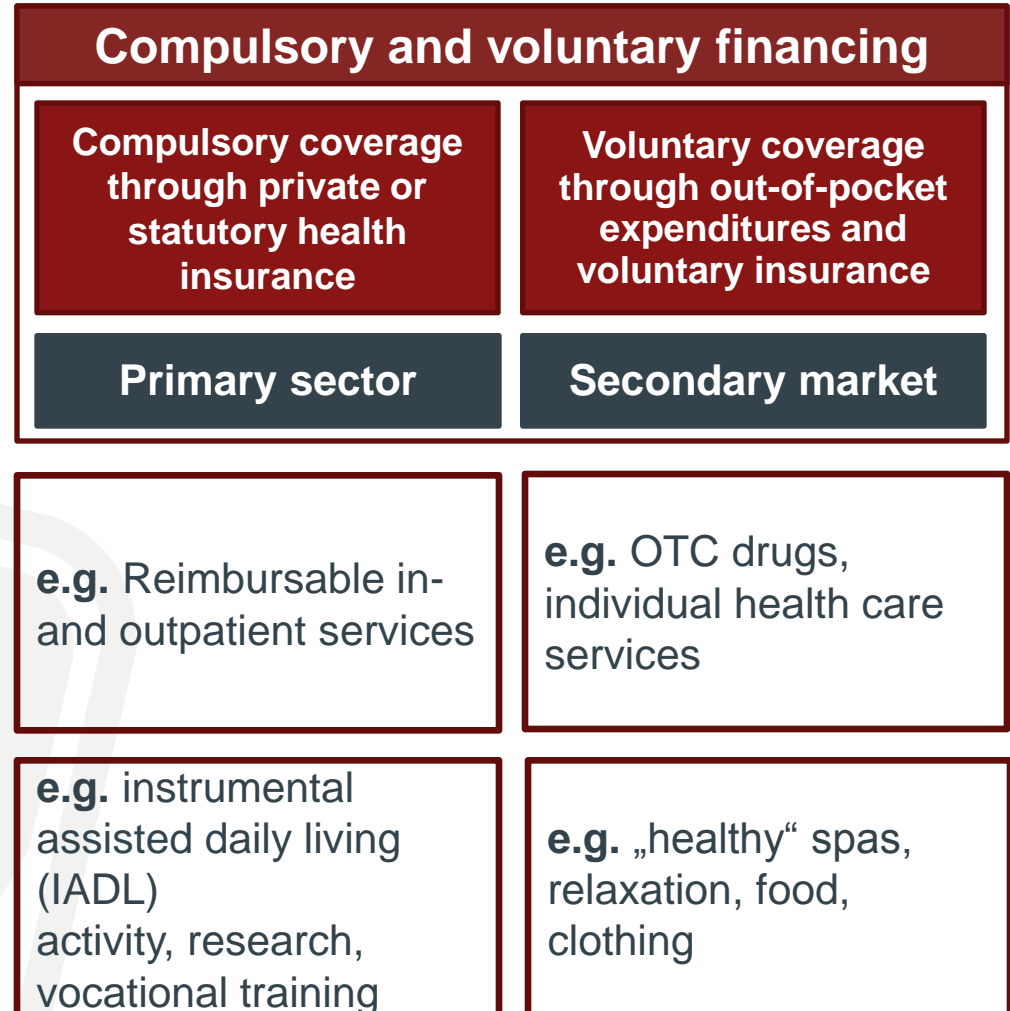 Compulsory and voluntary financing
Compulsory coverage
through private or
statutory health
insurance
Voluntary coverage
through out-of-pocket
expenditures and
voluntary insurance
Primary sector
Secondary market
e.g. Reimbursable in-
and outpatient services
e.g. OTC drugs,
individual health care
services
e.g. instrumental
assisted daily living
(IADL)
activity, research,
vocational training
e.g. „healthy“ spas,
relaxation, food,
clothing